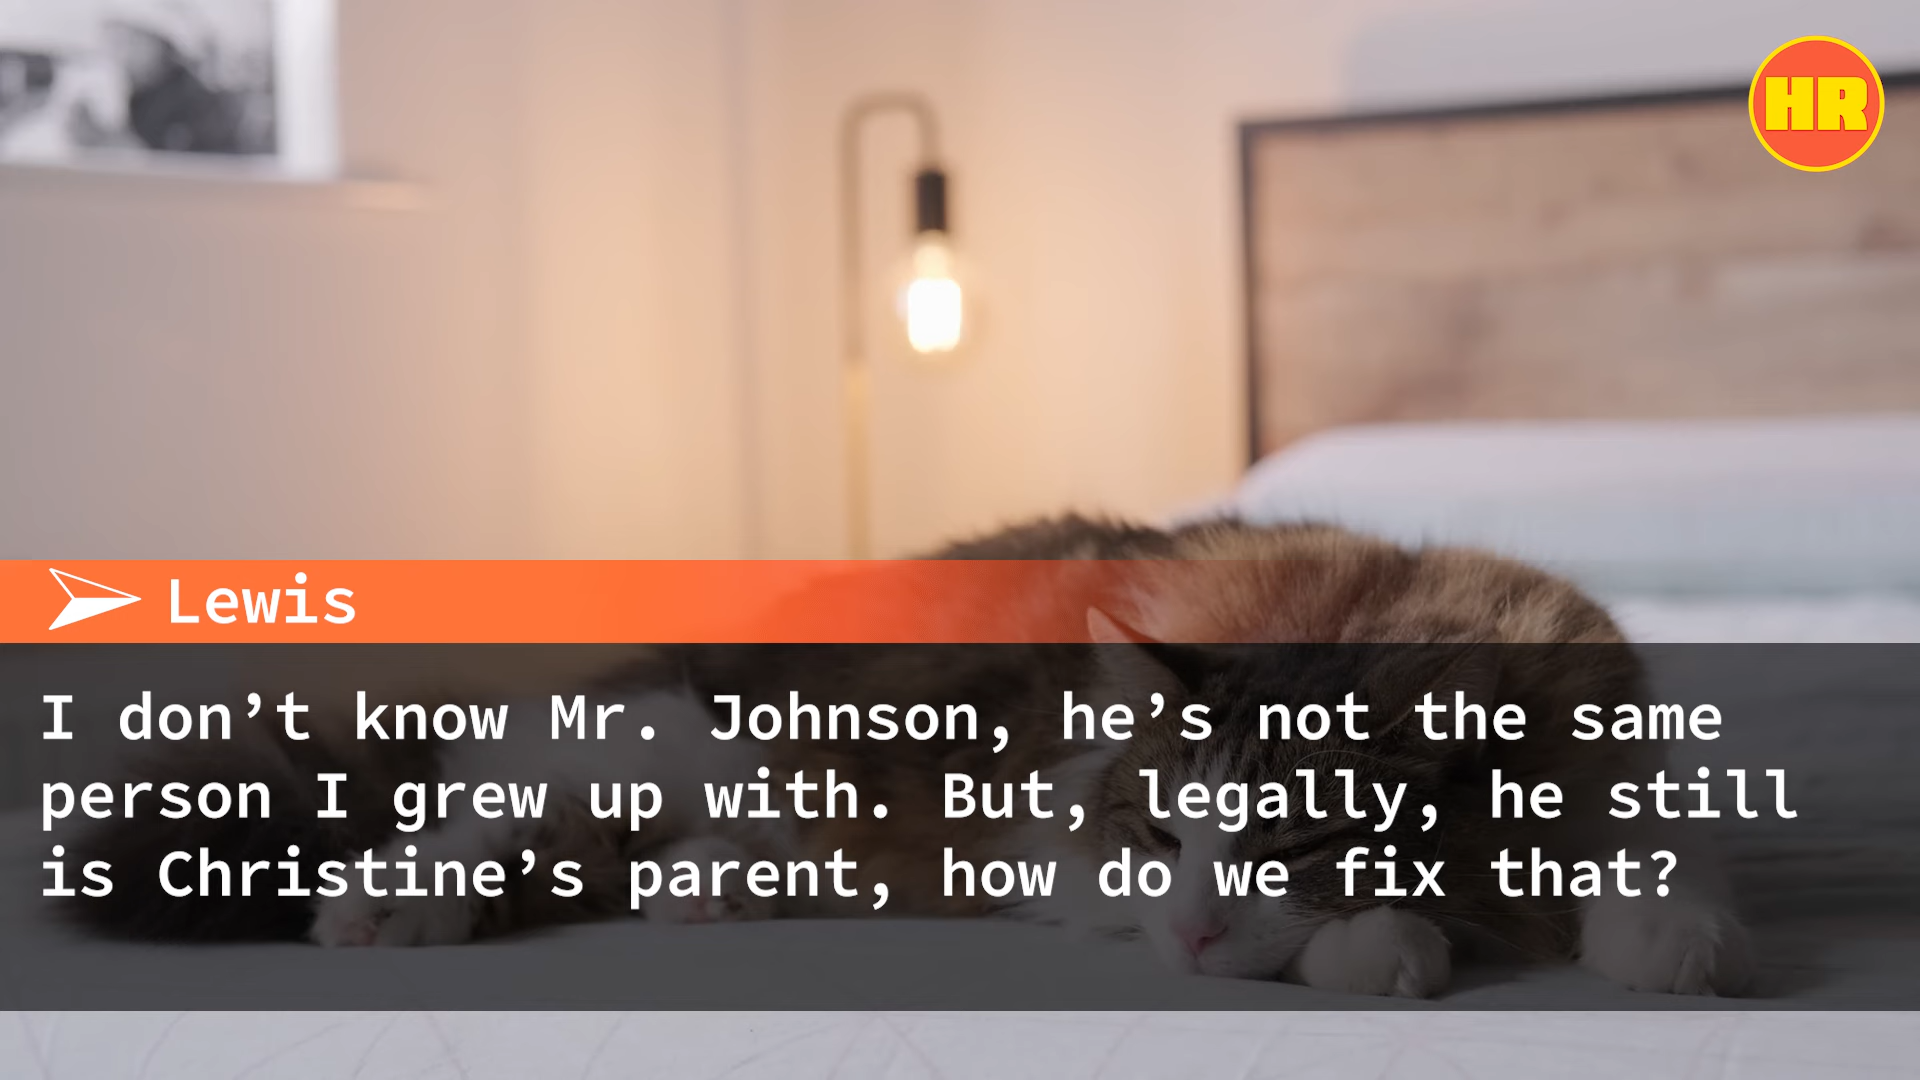 HR
Lewis
I don’t know Mr. Johnson, he’s not the same
person I grew up with. But, legally, he still
is Christine’s parent, how do we fix that?